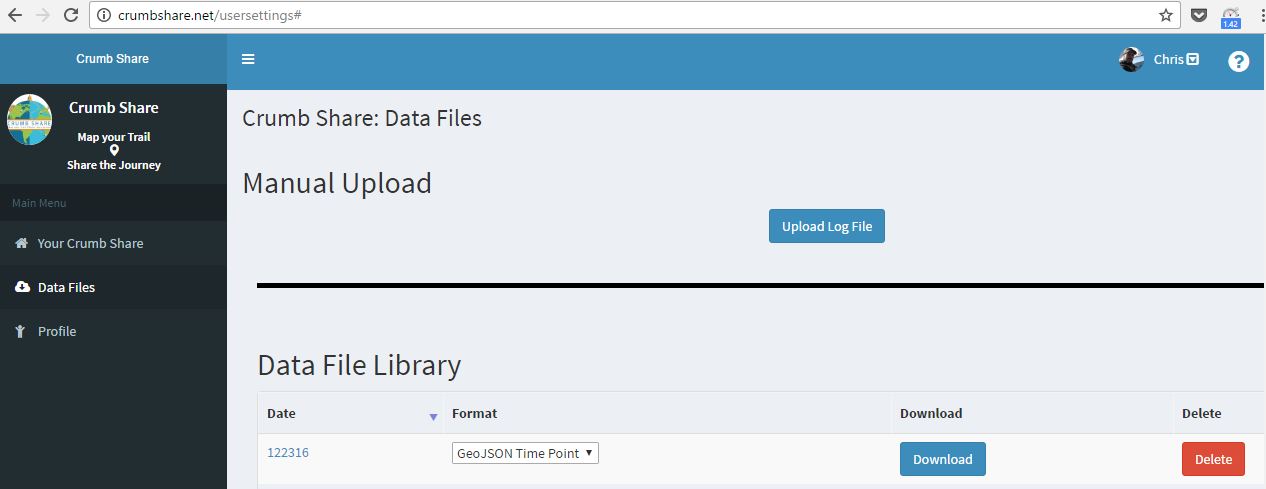 crumbshare.net/usersettings#
1.42
Crumb Share
Chris
?
Crumb Share
CRUMB SHARE
Map your Trail
Share the Journey
Main Menu
Your Crumb Share
Data Files
Profile
Crumb Share: Data Files
Manual Upload
Upload Log File
Data File Library
Date Format Download Delete
122316 GeoJSON Time Point Download Delete